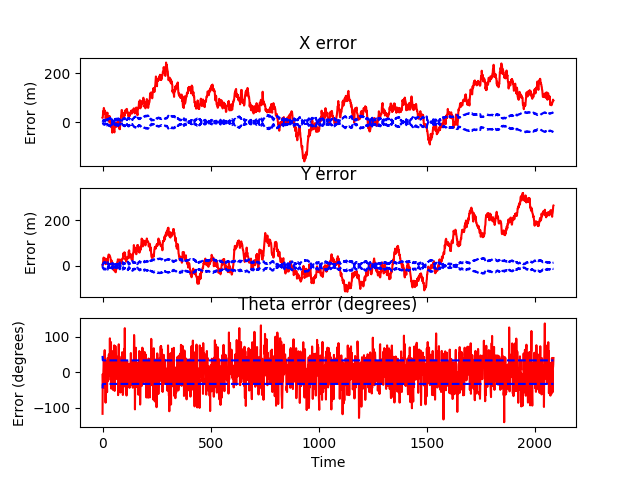 X error
Error (m)
200
0
Y error
Error (m)
200
0
Theta error (degrees)
Error (degrees)
100
0
−100
0
500
1000
1500
2000
Time